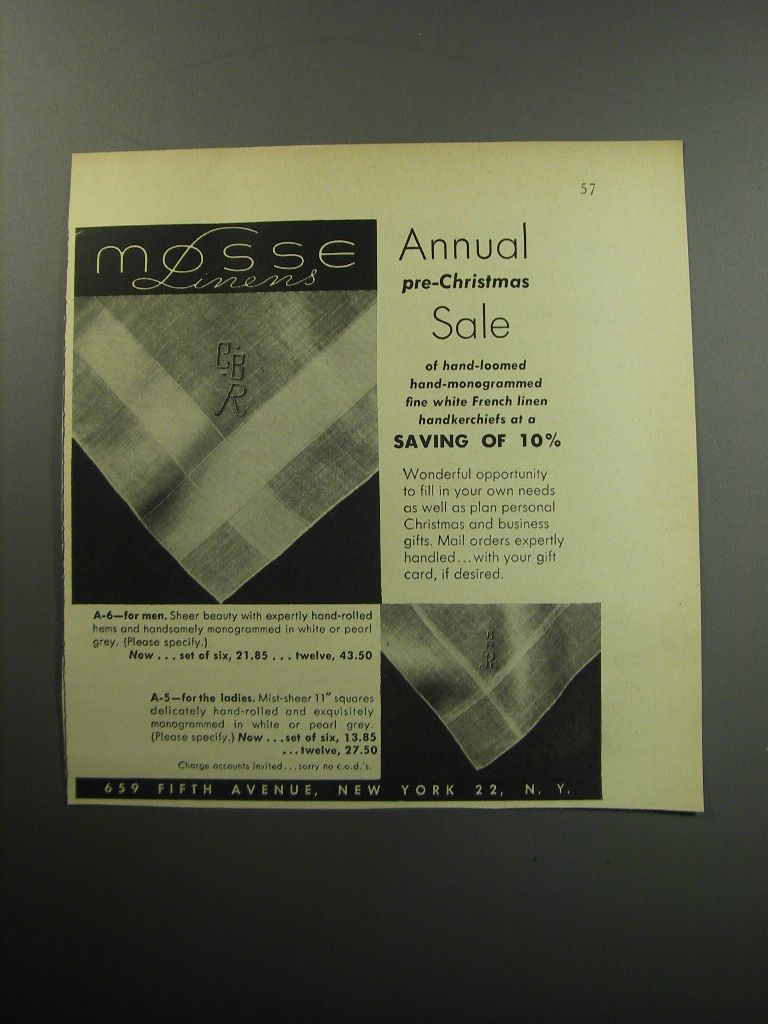 57
mosse
Linens
CBR
Annual
pre-Christmas
Sale
of hand-loomed
hand-monogrammed
fine white French linen
handkerchiefs at a
SAVING OF 10%
Wonderful opportunity
to fill in your own needs
as well as plan personal
Christmas and business
gifts. Mail orders expertly
handled...with your gift
card, if desired.
A-6—for men. Sheer beauty with expertly hand-rolled
hems and handsomely monogrammed in white or pearl
grey. (Please specify.)
Now ... set of six, 21.85 ... twelve, 43.50
A-5—for the ladies. Mist-sheer 11" squares
delicately hand-rolled and exquisitely
monogrammed in white or pearl grey.
(Please specify.) Now ...set of six, 13.85
...twelve, 27.50
Charge accounts invited...sorry no c.o.d.'s.
659 FIFTH AVENUE, NEW YORK 22, N. Y.